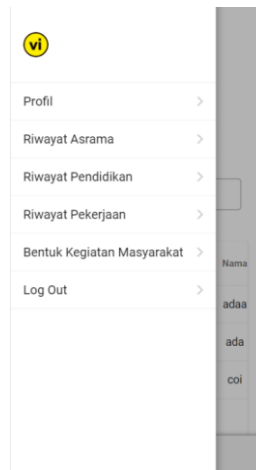 vi
Profil
Riwayat Asrama
Riwayat Pendidikan
Riwayat Pekerjaan
Bentuk Kegiatan Masyarakat
Log Out
Nama
adaa
ada
coi